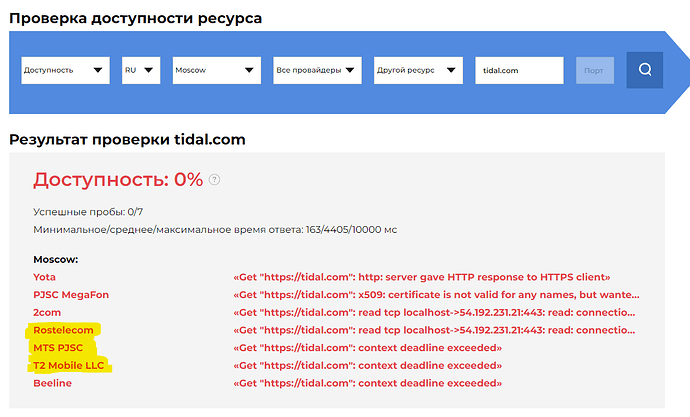 Проверка доступности ресурса
Доступность RU Moscow Все провайдеры Другой ресурс tidal.com Порт
Результат проверки tidal.com
Доступность: 0% ?
Успешные пробы: 0/7
Минимальное/среднее/максимальное время ответа: 163/4405/10000 мс
Moscow:
Yota «Get "https://tidal.com": http: server gave HTTP response to HTTPS client»
PJSC MegaFon «Get "https://tidal.com": x509: certificate is not valid for any names, but wante...
2com «Get "https://tidal.com": read tcp localhost->54.192.231.21:443: read: connectio...
Rostelecom «Get "https://tidal.com": read tcp localhost->54.192.231.21:443: read: connectio...
MTS PJSC «Get "https://tidal.com": context deadline exceeded»
T2 Mobile LLC «Get "https://tidal.com": context deadline exceeded»
Beeline «Get "https://tidal.com": context deadline exceeded»